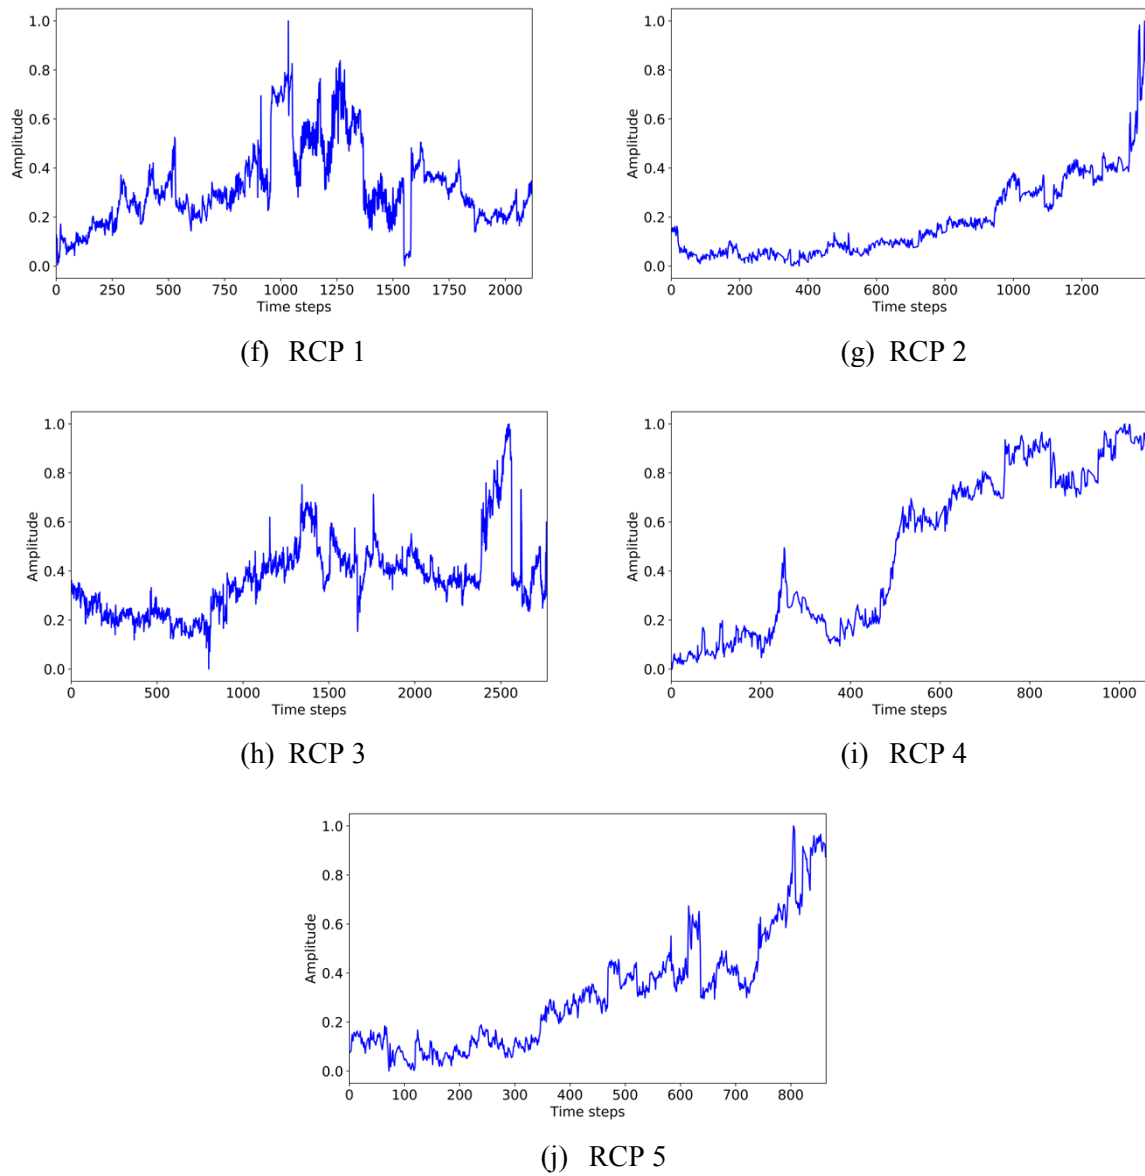 1.0
0.8
0.6
0.4
0.2
0.0
Amplitude
0 250 500 750 1000 1250 1500 1750 2000
Time steps
(f) RCP 1
1.0
0.8
0.6
0.4
0.2
0.0
Amplitude
0 200 400 600 800 1000 1200
Time steps
(g) RCP 2
1.0
0.8
0.6
0.4
0.2
0.0
Amplitude
0 500 1000 1500 2000 2500
Time steps
(h) RCP 3
1.0
0.8
0.6
0.4
0.2
0.0
Amplitude
0 200 400 600 800 1000
Time steps
(i) RCP 4
1.0
0.8
0.6
0.4
0.2
0.0
Amplitude
0 100 200 300 400 500 600 700 800
Time steps
(j) RCP 5